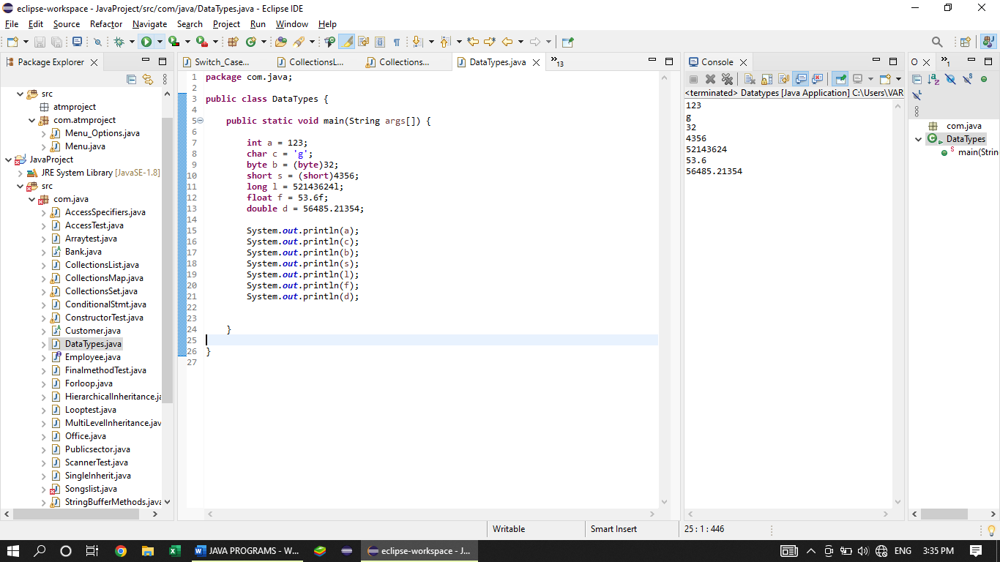 eclipse-workspace - JavaProject/src/com/java/DataTypes.java - Eclipse IDE
File Edit Source Refactor Navigate Search Project Run Window Help
Package Explorer
src
atmproject
com.atmproject
Menu_Options.java
Menu.java
JavaProject
JRE System Library [JavaSE-1.8]
src
com.java
AccessSpecifiers.java
AccessTest.java
Arraytest.java
Bank.java
CollectionsList.java
CollectionsMap.java
CollectionsSet.java
ConditionalStmt.java
ConstructorTest.java
Customer.java
DataTypes.java
Employee.java
FinalmethodTest.java
Forloop.java
HierarchicalInheritance.ja
Looptest.java
MultiLevelInheritance.jav
Office.java
Publicsector.java
ScannerTest.java
SingleInherit.java
Songslist.java
StringBufferMethods.java
Switch_Case... CollectionsL... Collections... DataTypes.java »13
1 package com.java;
2
3 public class DataTypes {
4
5 public static void main(String args[]) {
6
7 int a = 123;
8 char c = 'g';
9 byte b = (byte)32;
10 short s = (short)4356;
11 long l = 52143624l;
12 float f = 53.6f;
13 double d = 56485.21354;
14
15 System.out.println(a);
16 System.out.println(c);
17 System.out.println(b);
18 System.out.println(s);
19 System.out.println(l);
20 System.out.println(f);
21 System.out.println(d);
22
23
24 }
25
26 }
27
Console
<terminated> Datatypes [Java Application] C:\Users\VAR
123
g
32
4356
52143624
53.6
56485.21354
O »1
com.java
DataTypes
main(Strin
Writable Smart Insert 25 : 1 : 446
JAVA PROGRAMS - W... eclipse-workspace - J... ENG 3:35 PM